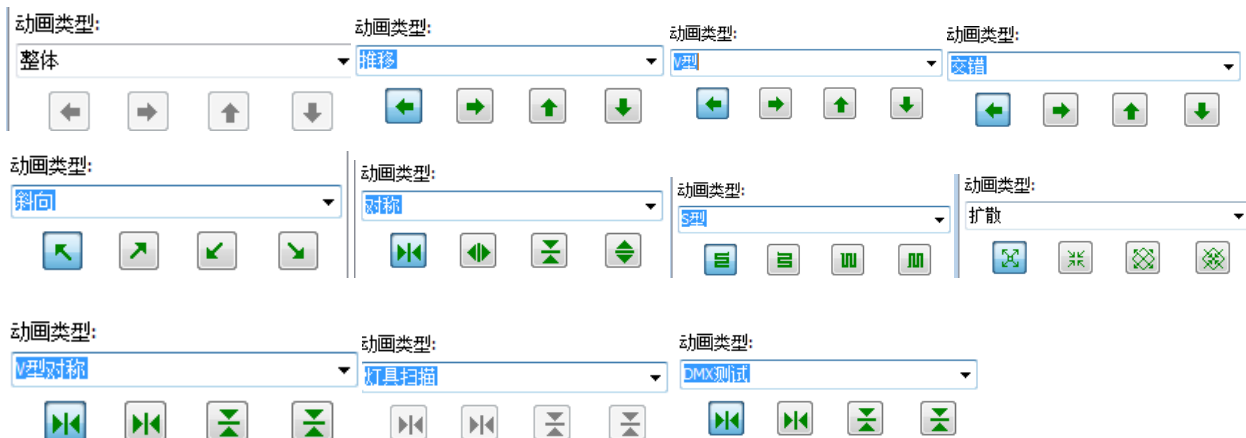 动画类型:
整体
动画类型:
推移
动画类型:
V型
动画类型:
交错
动画类型:
斜向
动画类型:
对称
动画类型:
S型
动画类型:
扩散
动画类型:
V型对称
动画类型:
灯具扫描
动画类型:
DMX测试